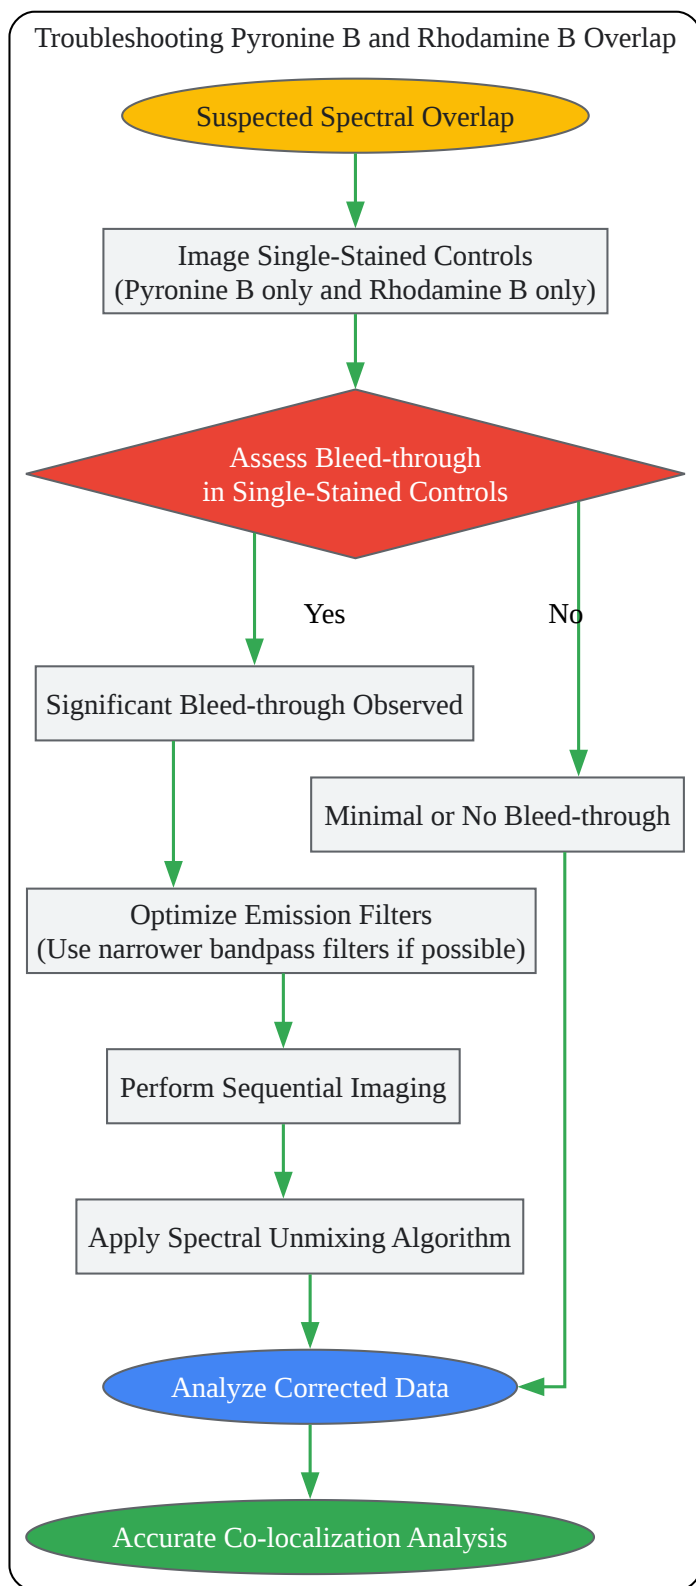 Troubleshooting Pyronine B and Rhodamine B Overlap
Suspected Spectral Overlap
Image Single-Stained Controls
(Pyronine B only and Rhodamine B only)
Assess Bleed-through
in Single-Stained Controls
Yes
No
Significant Bleed-through Observed
Minimal or No Bleed-through
Optimize Emission Filters
(Use narrower bandpass filters if possible)
Perform Sequential Imaging
Apply Spectral Unmixing Algorithm
Analyze Corrected Data
Accurate Co-localization Analysis